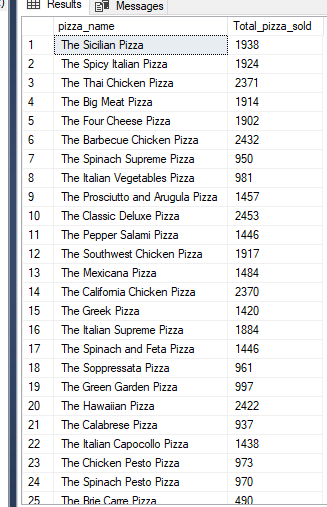 Results Messages
pizza_name Total_pizza_sold
1 The Sicilian Pizza 1938
2 The Spicy Italian Pizza 1924
3 The Thai Chicken Pizza 2371
4 The Big Meat Pizza 1914
5 The Four Cheese Pizza 1902
6 The Barbecue Chicken Pizza 2432
7 The Spinach Supreme Pizza 950
8 The Italian Vegetables Pizza 981
9 The Prosciutto and Arugula Pizza 1457
10 The Classic Deluxe Pizza 2453
11 The Pepper Salami Pizza 1446
12 The Southwest Chicken Pizza 1917
13 The Mexicana Pizza 1484
14 The California Chicken Pizza 2370
15 The Greek Pizza 1420
16 The Italian Supreme Pizza 1884
17 The Spinach and Feta Pizza 1446
18 The Soppressata Pizza 961
19 The Green Garden Pizza 997
20 The Hawaiian Pizza 2422
21 The Calabrese Pizza 937
22 The Italian Capocollo Pizza 1438
23 The Chicken Pesto Pizza 973
24 The Spinach Pesto Pizza 970
25 The Brie Carre Pizza 490